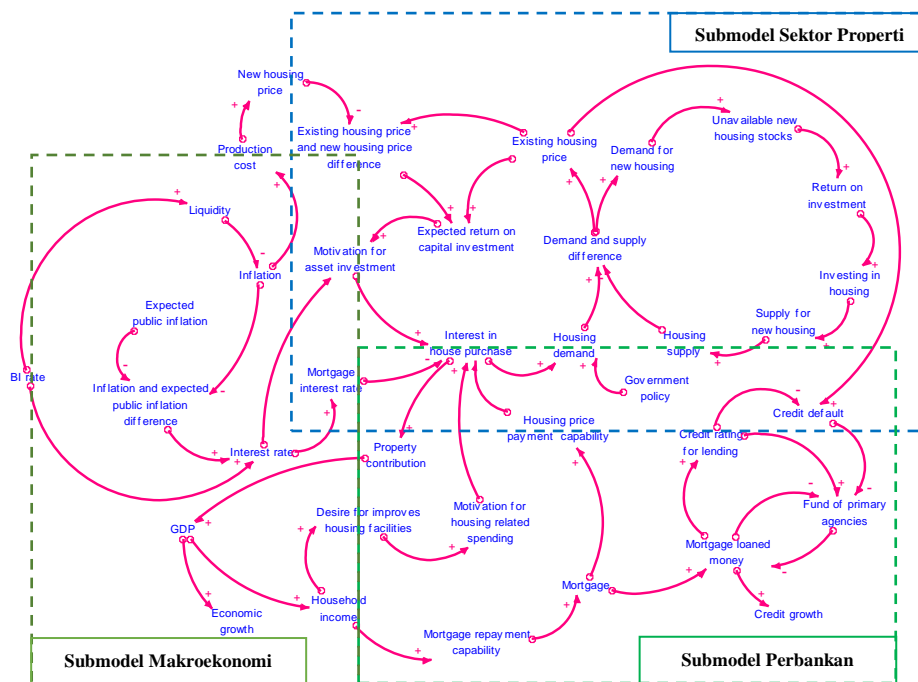 Submodel Sektor Properti
New housing
price
Existing housing price
and new housing price
difference
Existing housing
price
Demand for
new housing
Unavailable new
housing stocks
Production
cost
Return on
investment
Liquidity
Expected return on
capital investment
Demand and supply
difference
Motivation for
asset investment
Inflation
Investing in
housing
Expected
public inflation
Interest in
house purchase
Housing
demand
Housing
supply
Supply for
new housing
BI rate
Inflation and expected
public inflation
difference
Mortgage
interest rate
Government
policy
Housing price
payment capability
Credit default
Credit rating
for lending
Property
contribution
Interest rate
Motivation for
housing related
spending
Fund of primary
agencies
Desire for improves
housing facilities
GDP
Mortgage loaned
money
Mortgage
Household
income
Economic
growth
Credit growth
Mortgage repayment
capability
Submodel Makroekonomi
Submodel Perbankan